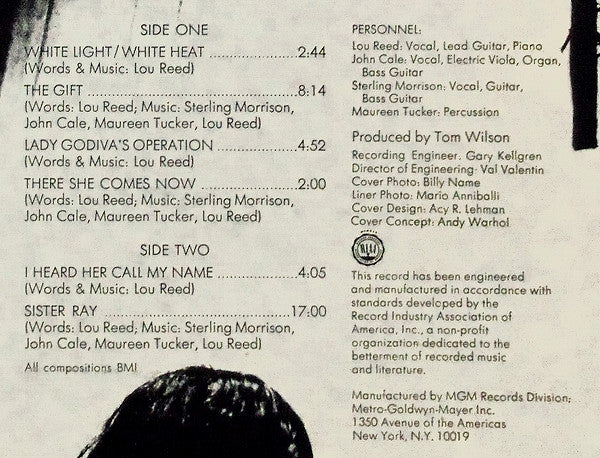 SIDE ONE
WHITE LIGHT/WHITE HEAT ................2:44
(Words & Music: Lou Reed)
THE GIFT ....................................8:14
(Words: Lou Reed; Music: Sterling Morrison,
John Cale, Maureen Tucker, Lou Reed)
LADY GODIVA'S OPERATION ..............4:52
(Words & Music: Lou Reed)
THERE SHE COMES NOW ................2:00
(Words: Lou Reed; Music: Sterling Morrison,
John Cale, Maureen Tucker, Lou Reed)
SIDE TWO
I HEARD HER CALL MY NAME ..............4:05
(Words & Music: Lou Reed)
SISTER RAY .................................17:00
(Words: Lou Reed; Music: Sterling Morrison,
John Cale, Maureen Tucker, Lou Reed)
All compositions BMI
PERSONNEL:
Lou Reed: Vocal, Lead Guitar, Piano
John Cale: Vocal, Electric Viola, Organ,
Bass Guitar
Sterling Morrison: Vocal, Guitar,
Bass Guitar
Maureen Tucker: Percussion
Produced by Tom Wilson
Recording Engineer: Gary Kellgren
Director of Engineering: Val Valentin
Cover Photo: Billy Name
Liner Photo: Mario Anniballi
Cover Design: Acy R. Lehman
Cover Concept: Andy Warhol
RIAA
This record has been engineered
and manufactured in accordance with
standards developed by the
Record Industry Association of
America, Inc., a non-profit
organization dedicated to the
betterment of recorded music
and literature.
Manufactured by MGM Records Division;
Metro-Goldwyn-Mayer Inc.
1350 Avenue of the Americas
New York, N.Y. 10019